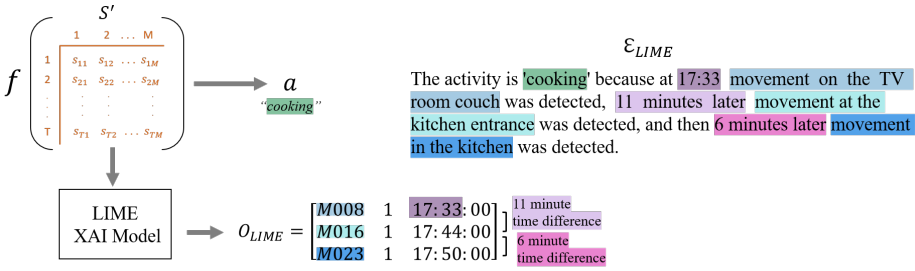 S′
1 2 ... M
1 s₁₁ s₁₂ ... s₁M
2 s₂₁ s₂₂ ... s₂M
. . . . .
. . . . .
T sT₁ sT₂ ... sTM
f
a
“cooking”
LIME
XAI Model
O_LIME =
M008 1 17:33:00
M016 1 17:44:00
M023 1 17:50:00
11 minute
time difference
6 minute
time difference
Ɛ_LIME
The activity is 'cooking' because at 17:33 movement on the TV
room couch was detected, 11 minutes later movement at the
kitchen entrance was detected, and then 6 minutes later movement
in the kitchen was detected.